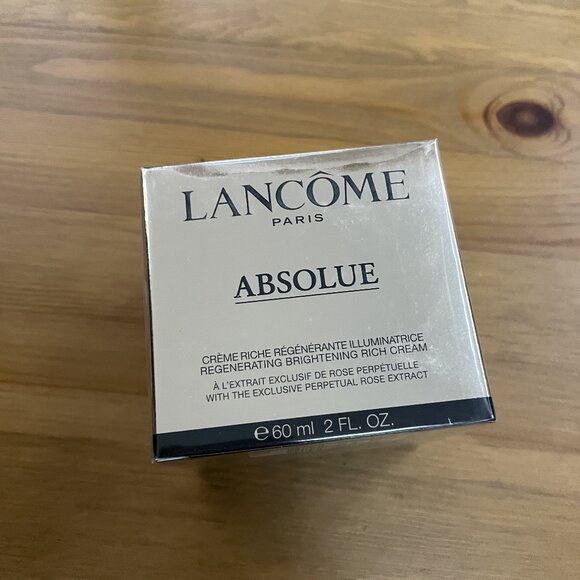 LANCÔME
PARIS
ABSOLUE
CRÈME RICHE RÉGÉNÉRANTE ILLUMINATRICE
REGENERATING BRIGHTENING RICH CREAM
À L'EXTRAIT EXCLUSIF DE ROSE PERPÉTUELLE
WITH THE EXCLUSIVE PERPETUAL ROSE EXTRACT
℮60 ml 2 FL. OZ.